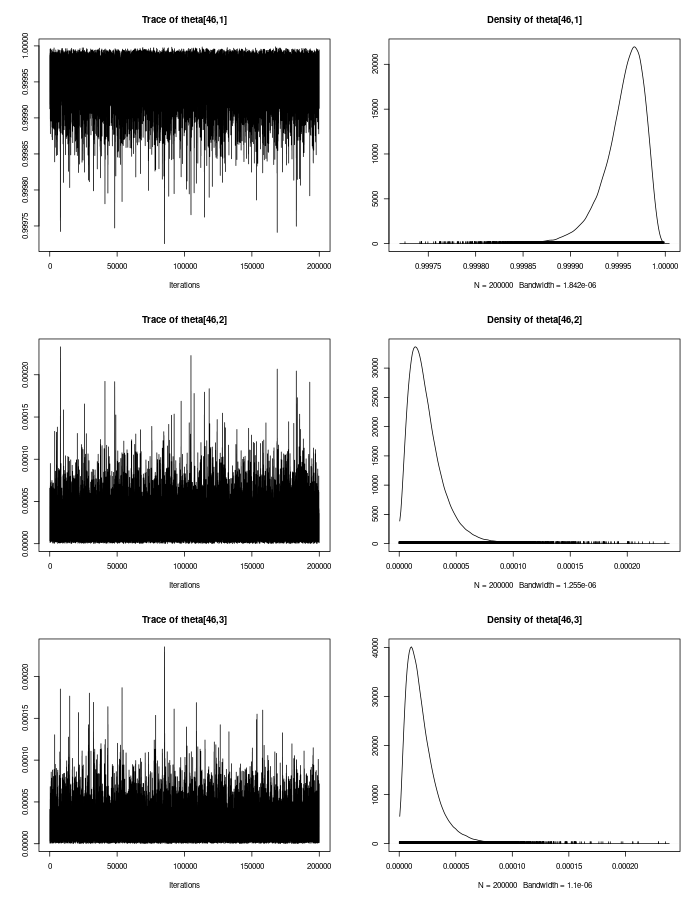 Trace of theta[46,1]
1.00000
0.99995
0.99990
0.99985
0.99980
0.99975
0 50000 100000 150000 200000
Iterations
Density of theta[46,1]
20000
15000
10000
5000
0
0.99975 0.99980 0.99985 0.99990 0.99995 1.00000
N = 200000 Bandwidth = 1.842e-06
Trace of theta[46,2]
0.00020
0.00015
0.00010
0.00005
0.00000
0 50000 100000 150000 200000
Iterations
Density of theta[46,2]
30000
25000
20000
15000
10000
5000
0
0.00000 0.00005 0.00010 0.00015 0.00020
N = 200000 Bandwidth = 1.255e-06
Trace of theta[46,3]
0.00020
0.00015
0.00010
0.00005
0.00000
0 50000 100000 150000 200000
Iterations
Density of theta[46,3]
40000
30000
20000
10000
0
0.00000 0.00005 0.00010 0.00015 0.00020
N = 200000 Bandwidth = 1.1e-06